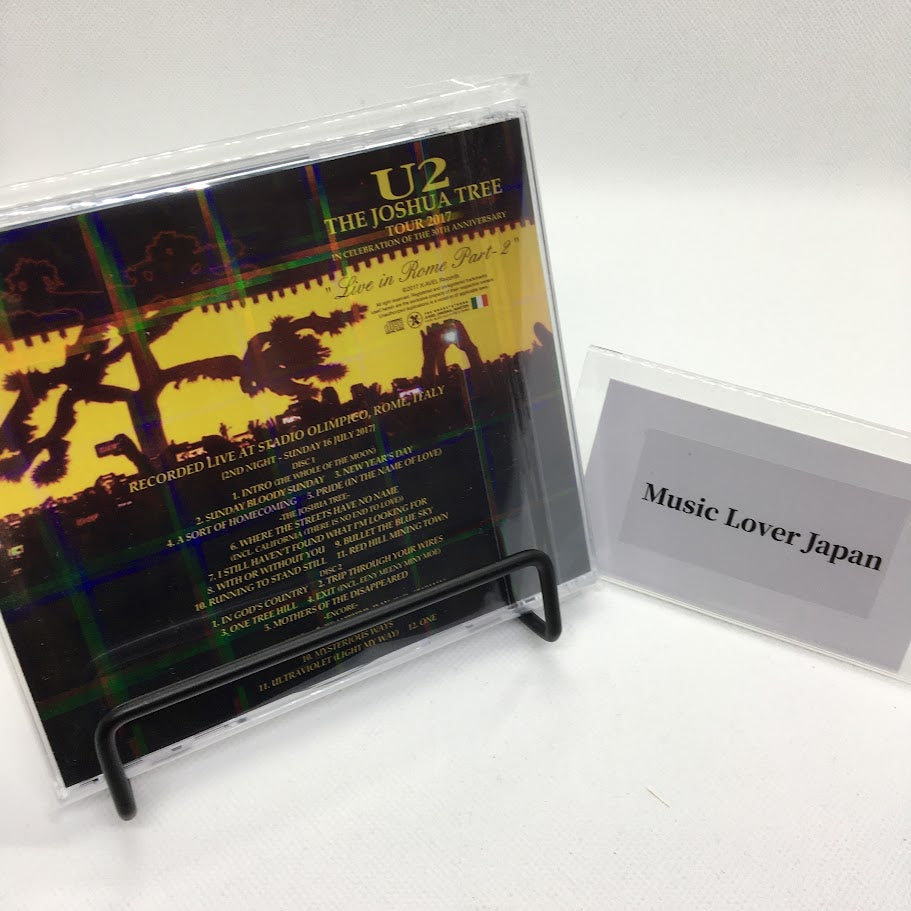 U2
THE JOSHUA TREE
TOUR 2017
IN CELEBRATION OF THE 30TH ANNIVERSARY
"Live in Rome Part-2"
©2017 X-AVEL Records.
All rights reserved.
RECORDED LIVE AT STADIO OLIMPICO, ROME, ITALY
(2ND NIGHT - SUNDAY 16 JULY 2017)
DISC 1
1. INTRO (THE WHOLE OF THE MOON)
2. SUNDAY BLOODY SUNDAY 3. NEW YEAR'S DAY
4. A SORT OF HOMECOMING 5. PRIDE (IN THE NAME OF LOVE)
-THE JOSHUA TREE-
6. WHERE THE STREETS HAVE NO NAME
(INCL. CALIFORNIA (THERE IS NO END TO LOVE))
7. I STILL HAVEN'T FOUND WHAT I'M LOOKING FOR
8. WITH OR WITHOUT YOU 9. BULLET THE BLUE SKY
10. RUNNING TO STAND STILL 11. RED HILL MINING TOWN
DISC 2
1. IN GOD'S COUNTRY 2. TRIP THROUGH YOUR WIRES
3. ONE TREE HILL 4. EXIT (INCL. EENY MEENY MINY MOE)
5. MOTHERS OF THE DISAPPEARED
-ENCORE-
10. MYSTERIOUS WAYS
11. ULTRAVIOLET (LIGHT MY WAY) 12. ONE
Music Lover Japan